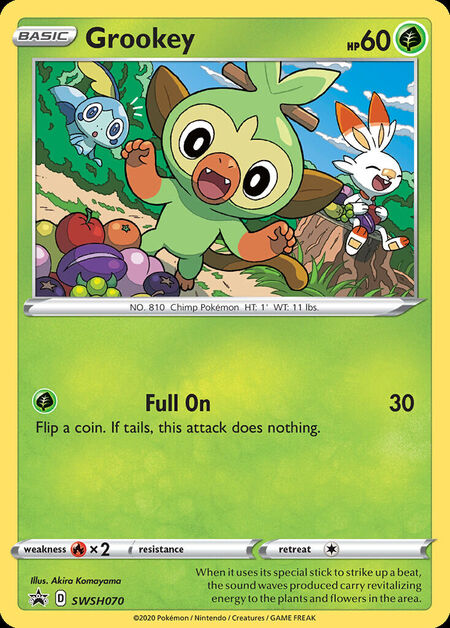 BASIC Grookey HP60
NO. 810 Chimp Pokémon HT: 1' WT: 11 lbs.
Full On 30
Flip a coin. If tails, this attack does nothing.
weakness ×2 resistance retreat
Illus. Akira Komayama
When it uses its special stick to strike up a beat,
the sound waves produced carry revitalizing
energy to the plants and flowers in the area.
D SWSH070
©2020 Pokémon / Nintendo / Creatures / GAME FREAK